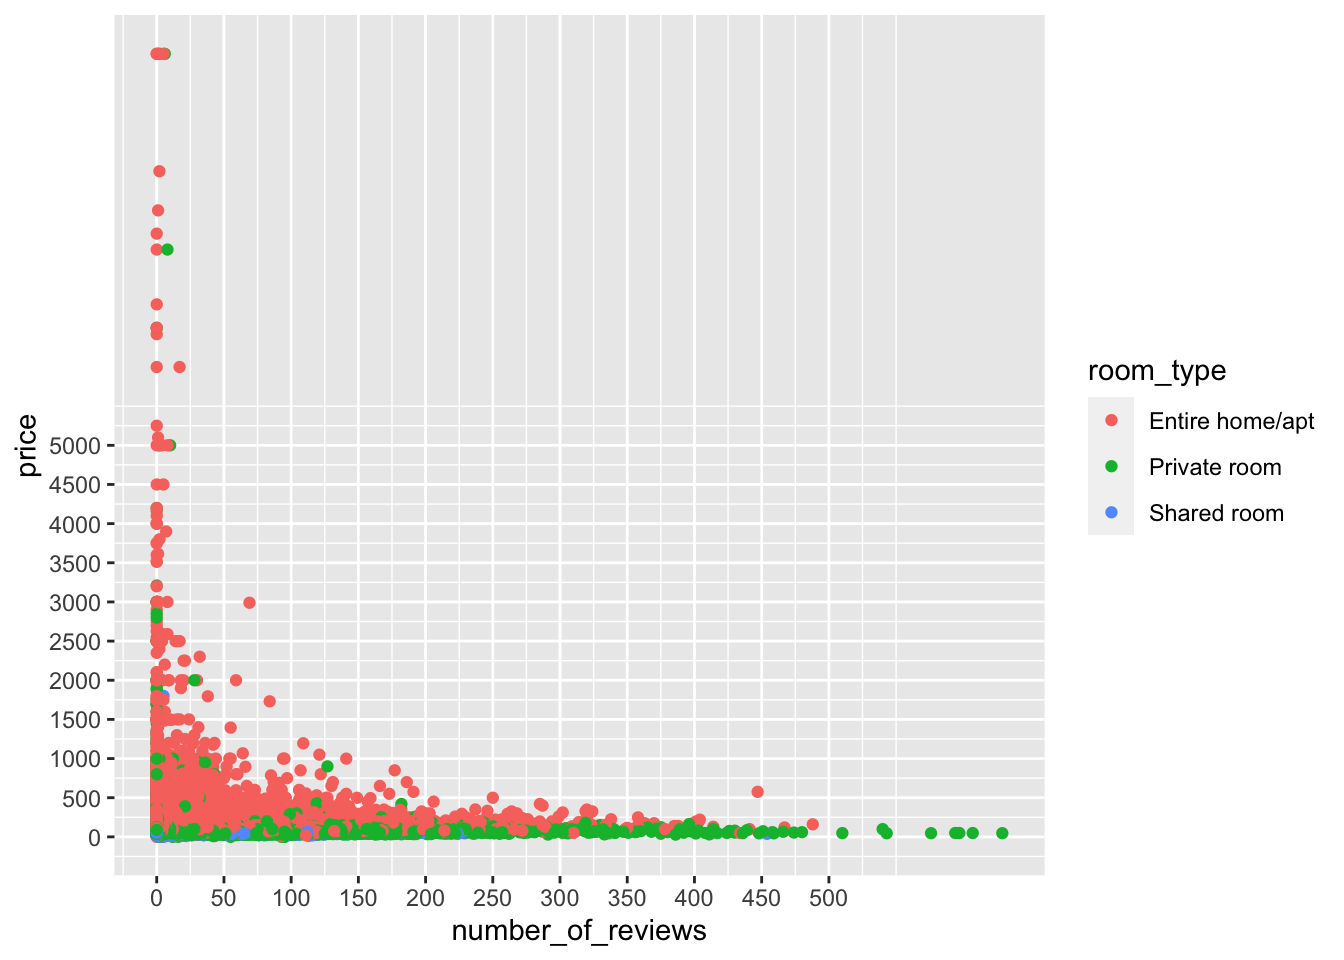 price
5000
4500
4000
3500
3000
2500
2000
1500
1000
500
0
0 50 100 150 200 250 300 350 400 450 500
number_of_reviews
room_type
Entire home/apt
Private room
Shared room